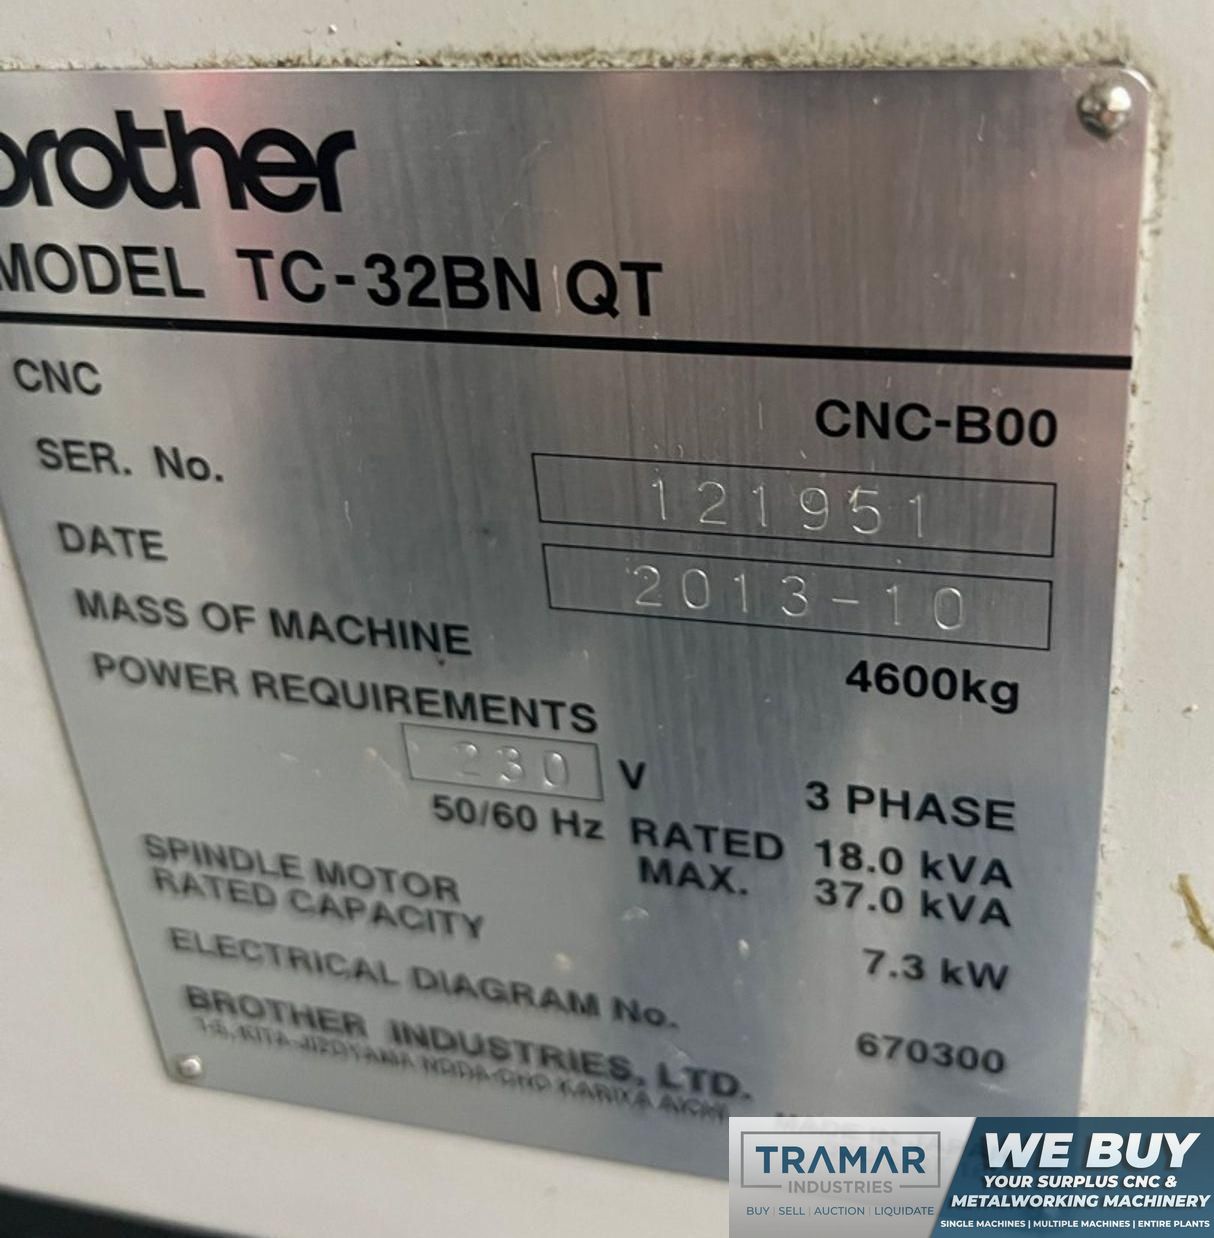 brother
MODEL TC-32BN QT
CNC CNC-B00
SER. No. 121951
DATE 2013-10
MASS OF MACHINE 4600kg
POWER REQUIREMENTS
230 V 3 PHASE
50/60 Hz RATED 18.0 kVA
MAX. 37.0 kVA
SPINDLE MOTOR
RATED CAPACITY 7.3 kW
ELECTRICAL DIAGRAM No. 670300
BROTHER INDUSTRIES, LTD.
TRAMAR
INDUSTRIES
BUY | SELL | AUCTION | LIQUIDATE
WE BUY
YOUR SURPLUS CNC &
METALWORKING MACHINERY
SINGLE MACHINES | MULTIPLE MACHINES | ENTIRE PLANTS